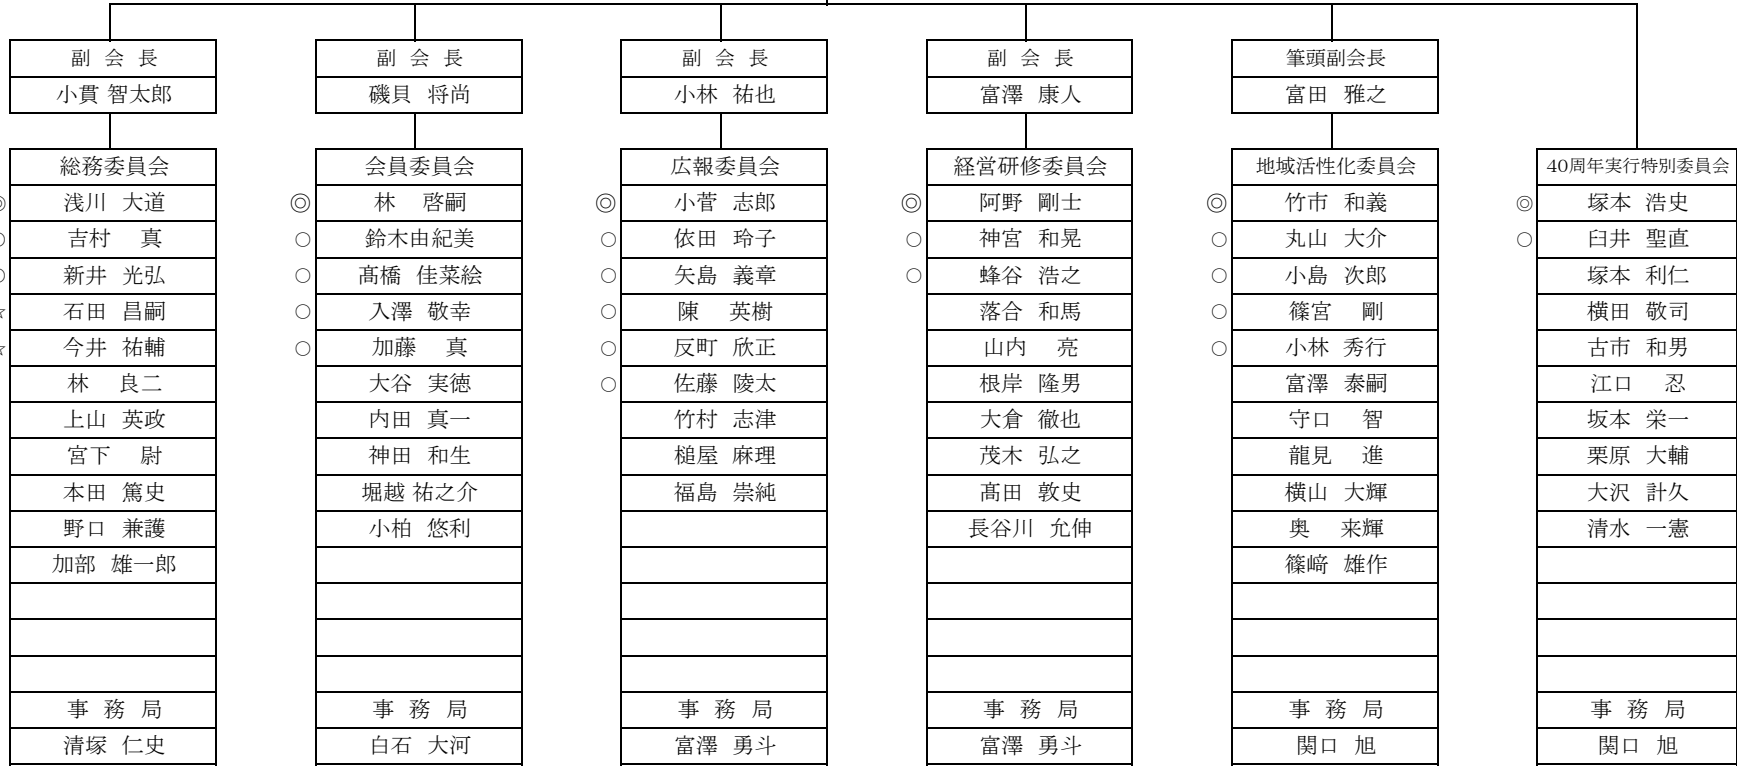 副 会 長
小貫 智太郎
総務委員会
◎ 浅川 大道
○ 吉村 真
○ 新井 光弘
☆ 石田 昌嗣
☆ 今井 祐輔
林 良二
上山 英政
宮下 尉
本田 篤史
野口 兼護
加部 雄一郎
事 務 局
清塚 仁史
副 会 長
磯貝 将尚
会員委員会
◎ 林 啓嗣
○ 鈴木由紀美
○ 髙橋 佳菜絵
○ 入澤 敬幸
○ 加藤 真
大谷 実徳
内田 真一
神田 和生
堀越 祐之介
小柏 悠利
事 務 局
白石 大河
副 会 長
小林 祐也
広報委員会
◎ 小菅 志郎
○ 依田 玲子
○ 矢島 義章
○ 陳 英樹
○ 反町 欣正
○ 佐藤 陵太
竹村 志津
槌屋 麻理
福島 崇純
事 務 局
富澤 勇斗
副 会 長
富澤 康人
経営研修委員会
◎ 阿野 剛士
○ 神宮 和晃
○ 蜂谷 浩之
落合 和馬
山内 亮
根岸 隆男
大倉 徹也
茂木 弘之
髙田 敦史
長谷川 允伸
事 務 局
富澤 勇斗
筆頭副会長
富田 雅之
地域活性化委員会
◎ 竹市 和義
○ 丸山 大介
○ 小島 次郎
○ 篠宮 剛
○ 小林 秀行
富澤 泰嗣
守口 智
龍見 進
横山 大輝
奥 来輝
篠﨑 雄作
事 務 局
関口 旭
40周年実行特別委員会
◎ 塚本 浩史
○ 臼井 聖直
塚本 利仁
横田 敬司
古市 和男
江口 忍
坂本 栄一
栗原 大輔
大沢 計久
清水 一憲
事 務 局
関口 旭